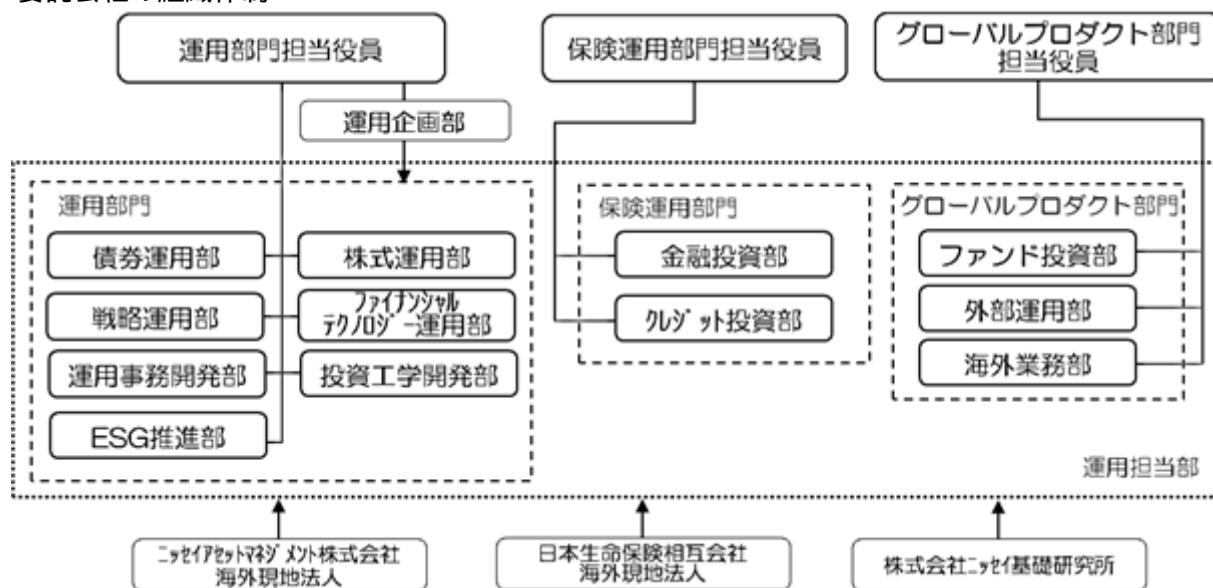 運用部門担当役員
保険運用部門担当役員
グローバルプロダクト部門
担当役員
運用企画部
運用部門
債券運用部
株式運用部
戦略運用部
ファイナンシャル
テクノロジー運用部
運用事務開発部
投資工学開発部
ESG推進部
保険運用部門
金融投資部
クレジット投資部
グローバルプロダクト部門
ファンド投資部
外部運用部
海外業務部
運用担当部
ニッセイアセットマネジメント株式会社
海外現地法人
日本生命保険相互会社
海外現地法人
株式会社ニッセイ基礎研究所